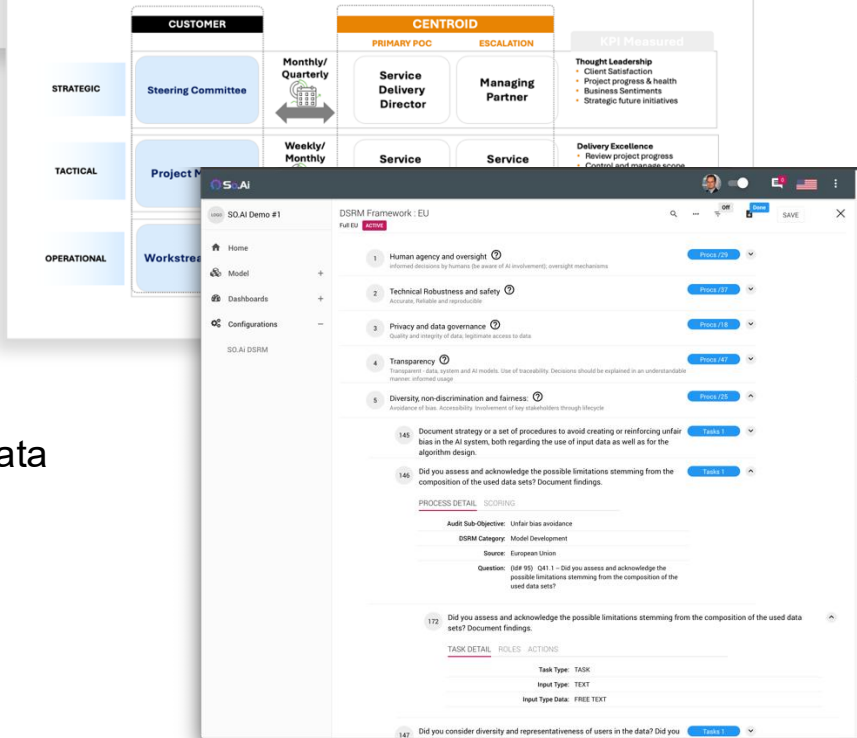 CUSTOMER
CENTROID
PRIMARY POC
ESCALATION
KPI Measured
STRATEGIC
Steering Committee
Monthly/
Quarterly
Service
Delivery
Director
Managing
Partner
Thought Leadership
• Client Satisfaction
• Project progress & health
• Business Sentiments
• Strategic future initiatives
TACTICAL
Project M
Weekly/
Monthly
Service
Service
Delivery Excellence
• Review project progress
• Control and manage scope
OPERATIONAL
Workstrea
ata
So.Ai
LOGO
SO.AI Demo #1
Home
Model +
Dashboards +
Configurations –
SO.Ai DSRM
DSRM Framework : EU
Full EU ACTIVE
Off
Done
SAVE
1 Human agency and oversight
informed decisions by humans (be aware of AI involvement); oversight mechanisms
Procs /29
2 Technical Robustness and safety
Accurate, Reliable and reproducible
Procs /37
3 Privacy and data governance
Quality and integrity of data, legitimate access to data
Procs /18
4 Transparency
Transparent - data, system and AI models. Use of traceability. Decisions should be explained in an understandable
manner. informed usage
Procs /47
5 Diversity, non-discrimination and fairness:
Avoidance of bias. Accessibility. Involvement of key stakeholders through lifecycle
Procs /25
145 Document strategy or a set of procedures to avoid creating or reinforcing unfair
bias in the AI system, both regarding the use of input data as well as for the
algorithm design.
Tasks 1
146 Did you assess and acknowledge the possible limitations stemming from the
composition of the used data sets? Document findings.
Tasks 1
PROCESS DETAIL SCORING
Audit Sub-Objective: Unfair bias avoidance
DSRM Category: Model Development
Source: European Union
Question: (Id# 95) Q41.1 – Did you assess and acknowledge the
possible limitations stemming from the composition of the
used data sets?
172 Did you assess and acknowledge the possible limitations stemming from the composition of the used data
sets? Document findings.
TASK DETAIL ROLES ACTIONS
Task Type: TASK
Input Type: TEXT
Input Type Data: FREE TEXT
147 Did you consider diversity and representativeness of users in the data? Did you
Tasks 1